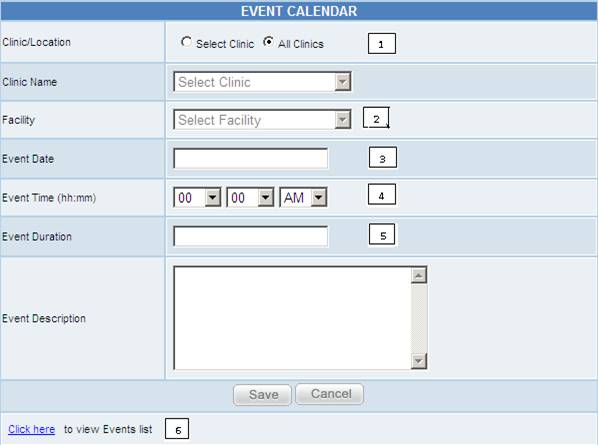 EVENT CALENDAR
Clinic/Location Select Clinic All Clinics 1
Clinic Name Select Clinic
Facility Select Facility 2
Event Date 3
Event Time (hh:mm) 00 00 AM 4
Event Duration 5
Event Description
Save Cancel
Click here to view Events list 6